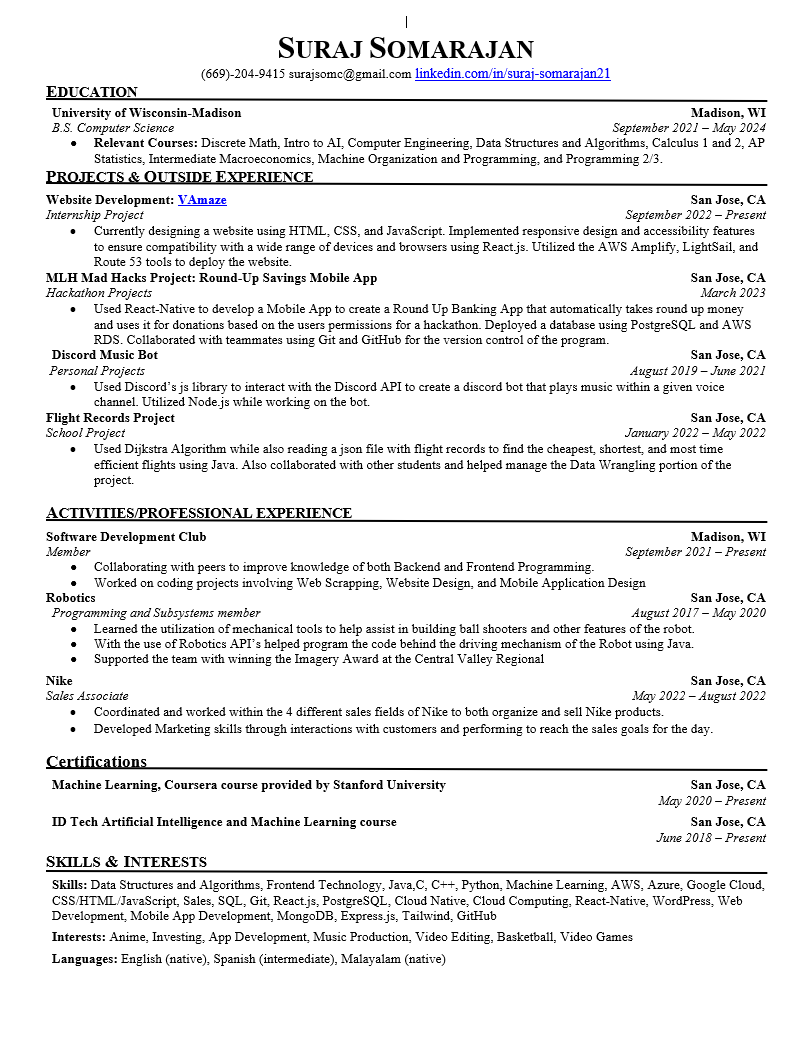 SURAJ SOMARAJAN
(669)-204-9415 surajsomc@gmail.com linkedin.com/in/suraj-somarajan21
EDUCATION
University of Wisconsin-Madison Madison, WI
B.S. Computer Science September 2021 – May 2024
• Relevant Courses: Discrete Math, Intro to AI, Computer Engineering, Data Structures and Algorithms, Calculus 1 and 2, AP
Statistics, Intermediate Macroeconomics, Machine Organization and Programming, and Programming 2/3.
PROJECTS & OUTSIDE EXPERIENCE
Website Development: VAmaze San Jose, CA
Internship Project September 2022 – Present
• Currently designing a website using HTML, CSS, and JavaScript. Implemented responsive design and accessibility features
to ensure compatibility with a wide range of devices and browsers using React.js. Utilized the AWS Amplify, LightSail, and
Route 53 tools to deploy the website.
MLH Mad Hacks Project: Round-Up Savings Mobile App San Jose, CA
Hackathon Projects March 2023
• Used React-Native to develop a Mobile App to create a Round Up Banking App that automatically takes round up money
and uses it for donations based on the users permissions for a hackathon. Deployed a database using PostgreSQL and AWS
RDS. Collaborated with teammates using Git and GitHub for the version control of the program.
Discord Music Bot San Jose, CA
Personal Projects August 2019 – June 2021
• Used Discord's js library to interact with the Discord API to create a discord bot that plays music within a given voice
channel. Utilized Node.js while working on the bot.
Flight Records Project San Jose, CA
School Project January 2022 – May 2022
• Used Dijkstra Algorithm while also reading a json file with flight records to find the cheapest, shortest, and most time
efficient flights using Java. Also collaborated with other students and helped manage the Data Wrangling portion of the
project.
ACTIVITIES/PROFESSIONAL EXPERIENCE
Software Development Club Madison, WI
Member September 2021 – Present
• Collaborating with peers to improve knowledge of both Backend and Frontend Programming.
• Worked on coding projects involving Web Scrapping, Website Design, and Mobile Application Design
Robotics San Jose, CA
Programming and Subsystems member August 2017 – May 2020
• Learned the utilization of mechanical tools to help assist in building ball shooters and other features of the robot.
• With the use of Robotics API's helped program the code behind the driving mechanism of the Robot using Java.
• Supported the team with winning the Imagery Award at the Central Valley Regional
Nike San Jose, CA
Sales Associate May 2022 – August 2022
• Coordinated and worked within the 4 different sales fields of Nike to both organize and sell Nike products.
• Developed Marketing skills through interactions with customers and performing to reach the sales goals for the day.
Certifications
Machine Learning, Coursera course provided by Stanford University San Jose, CA
May 2020 – Present
ID Tech Artificial Intelligence and Machine Learning course San Jose, CA
June 2018 – Present
SKILLS & INTERESTS
Skills: Data Structures and Algorithms, Frontend Technology, Java,C, C++, Python, Machine Learning, AWS, Azure, Google Cloud,
CSS/HTML/JavaScript, Sales, SQL, Git, React.js, PostgreSQL, Cloud Native, Cloud Computing, React-Native, WordPress, Web
Development, Mobile App Development, MongoDB, Express.js, Tailwind, GitHub
Interests: Anime, Investing, App Development, Music Production, Video Editing, Basketball, Video Games
Languages: English (native), Spanish (intermediate), Malayalam (native)